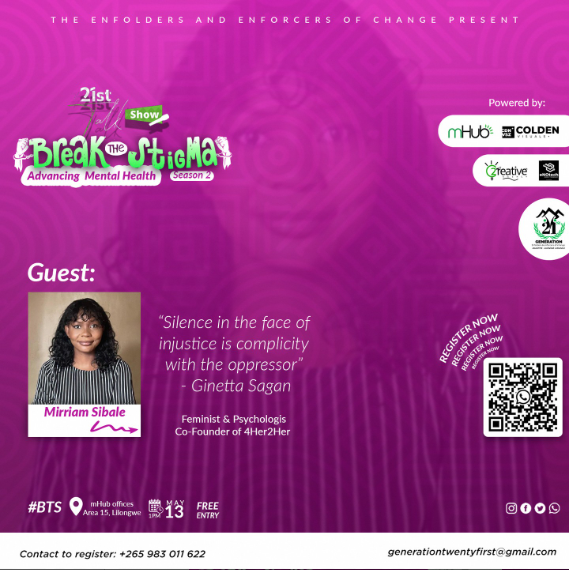 THE ENFOLDERS AND ENFORCERS OF CHANGE PRESENT
21st
Talk
Show
Break THE Stigma
Advancing Mental Health
Season 2
Powered by:
mHub
COLDEN
GENERATION
Guest:
Mirriam Sibale
“Silence in the face of
injustice is complicity
with the oppressor”
- Ginetta Sagan
Feminist & Psychologis
Co-Founder of 4Her2Her
REGISTER NOW
REGISTER NOW
REGISTER NOW
REGISTER NOW
#BTS
mHub offices
Area 15, Lilongwe
1PM
MAY
13
FREE
ENTRY
Contact to register: +265 983 011 622
generationtwentyfirst@gmail.com